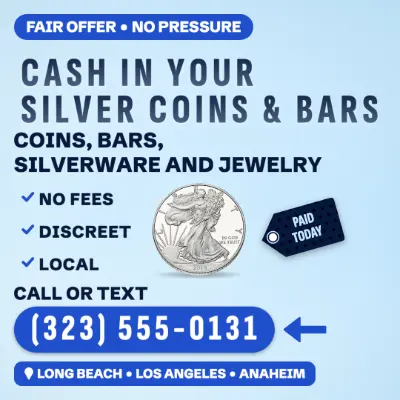 FAIR OFFER • NO PRESSURE
CASH IN YOUR
SILVER COINS & BARS
COINS, BARS,
SILVERWARE AND JEWELRY
NO FEES
DISCREET
LOCAL
PAID
TODAY
CALL OR TEXT
(323) 555-0131
LONG BEACH • LOS ANGELES • ANAHEIM